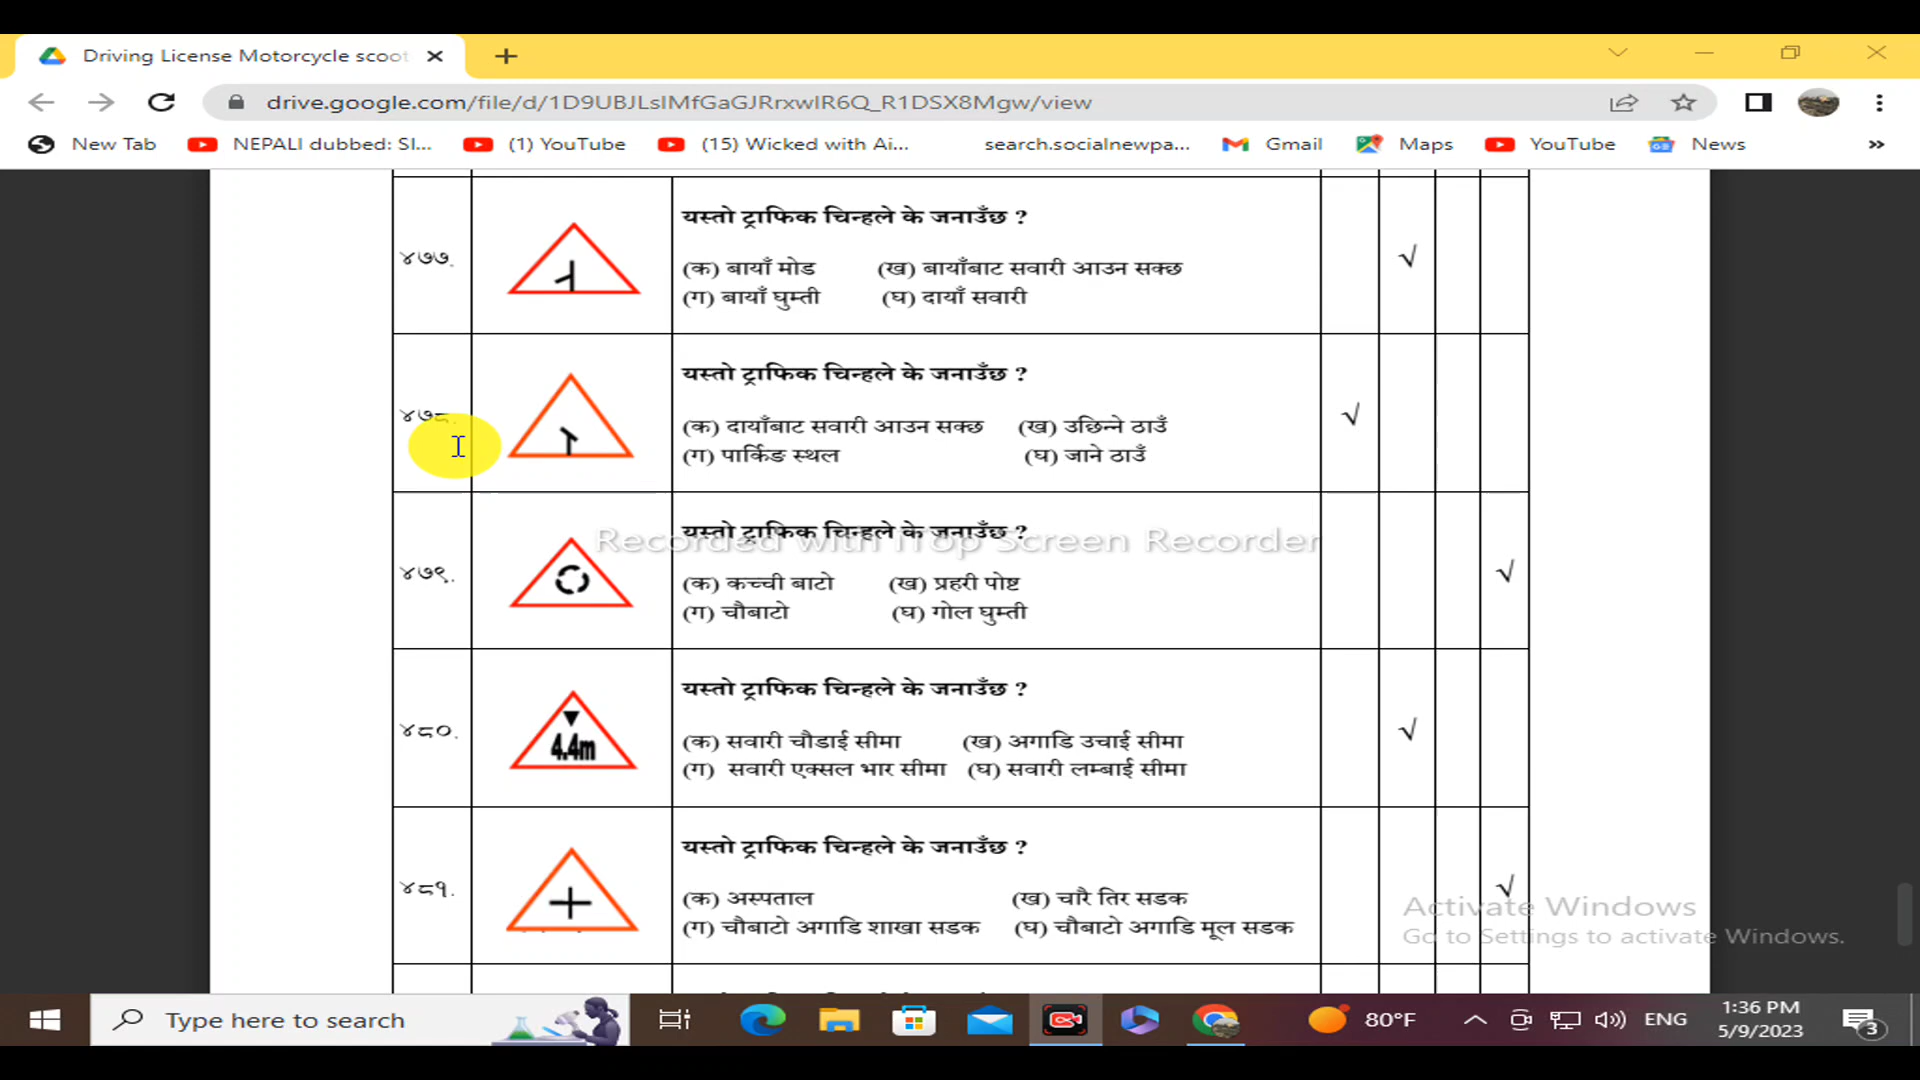 Driving License Motorcycle scoot
drive.google.com/file/d/1D9UBJLsIMfGaGJRrxwIR6Q_R1DSX8Mgw/view
New Tab
NEPALI dubbed: SI...
(1) YouTube
(15) Wicked with Ai...
search.socialnewpa...
Gmail
Maps
YouTube
News
»
४७७.
यस्तो ट्राफिक चिन्हले के जनाउँछ ?
(क) बायाँ मोड (ख) बायाँबाट सवारी आउन सक्छ
(ग) बायाँ घुम्ती (घ) दायाँ सवारी
√
४७८.
यस्तो ट्राफिक चिन्हले के जनाउँछ ?
(क) दायाँबाट सवारी आउन सक्छ (ख) उछिन्ने ठाउँ
(ग) पार्किङ स्थल (घ) जाने ठाउँ
√
४७९.
यस्तो ट्राफिक चिन्हले के जनाउँछ ?
Recorded with iTop Screen Recorder
(क) कच्ची बाटो (ख) प्रहरी पोष्ट
(ग) चौबाटो (घ) गोल घुम्ती
√
४८०.
4.4m
यस्तो ट्राफिक चिन्हले के जनाउँछ ?
(क) सवारी चौडाई सीमा (ख) अगाडि उचाई सीमा
(ग) सवारी एक्सल भार सीमा (घ) सवारी लम्बाई सीमा
√
४८१.
यस्तो ट्राफिक चिन्हले के जनाउँछ ?
(क) अस्पताल (ख) चारै तिर सडक
(ग) चौबाटो अगाडि शाखा सडक (घ) चौबाटो अगाडि मूल सडक
√
Activate Windows
Go to Settings to activate Windows.
Type here to search
80°F
ENG
1:36 PM
5/9/2023
3